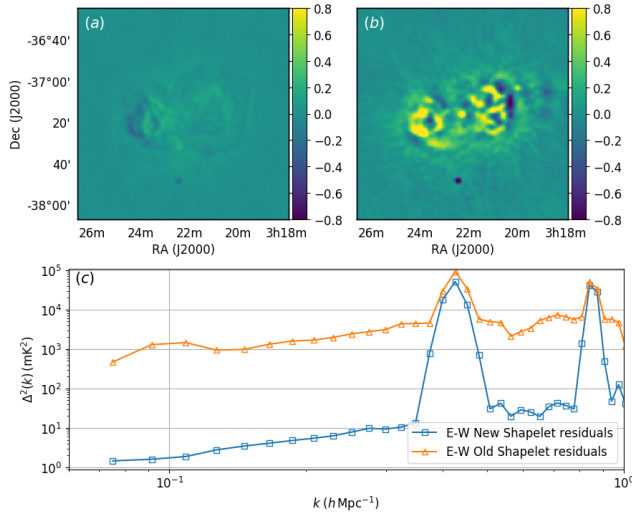 (a)
(b)
Dec (J2000)
-36°40'
-37°00'
20'
40'
-38°00'
26m 24m 22m 20m 3h18m
RA (J2000)
0.8
0.6
0.4
0.2
0.0
−0.2
−0.4
−0.6
−0.8
26m 24m 22m 20m 3h18m
RA (J2000)
0.8
0.6
0.4
0.2
0.0
−0.2
−0.4
−0.6
−0.8
(c)
Δ²(k) (mK²)
10⁵
10⁴
10³
10²
10¹
10⁰
E-W New Shapelet residuals
E-W Old Shapelet residuals
10⁻¹ 10⁰
k (h Mpc⁻¹)